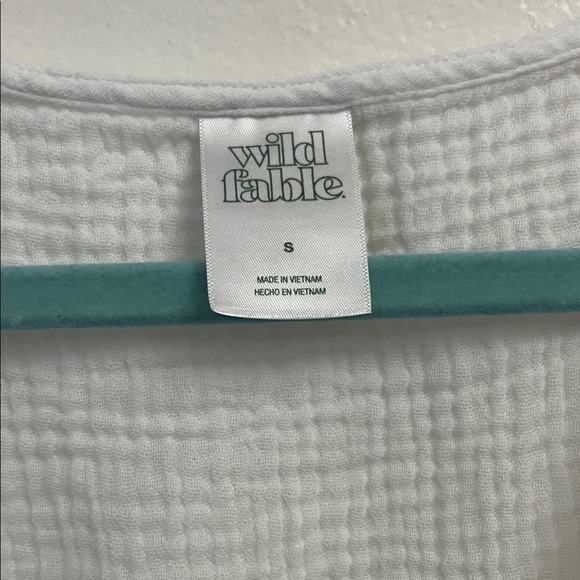 wild
fable.
S
MADE IN VIETNAM
HECHO EN VIETNAM